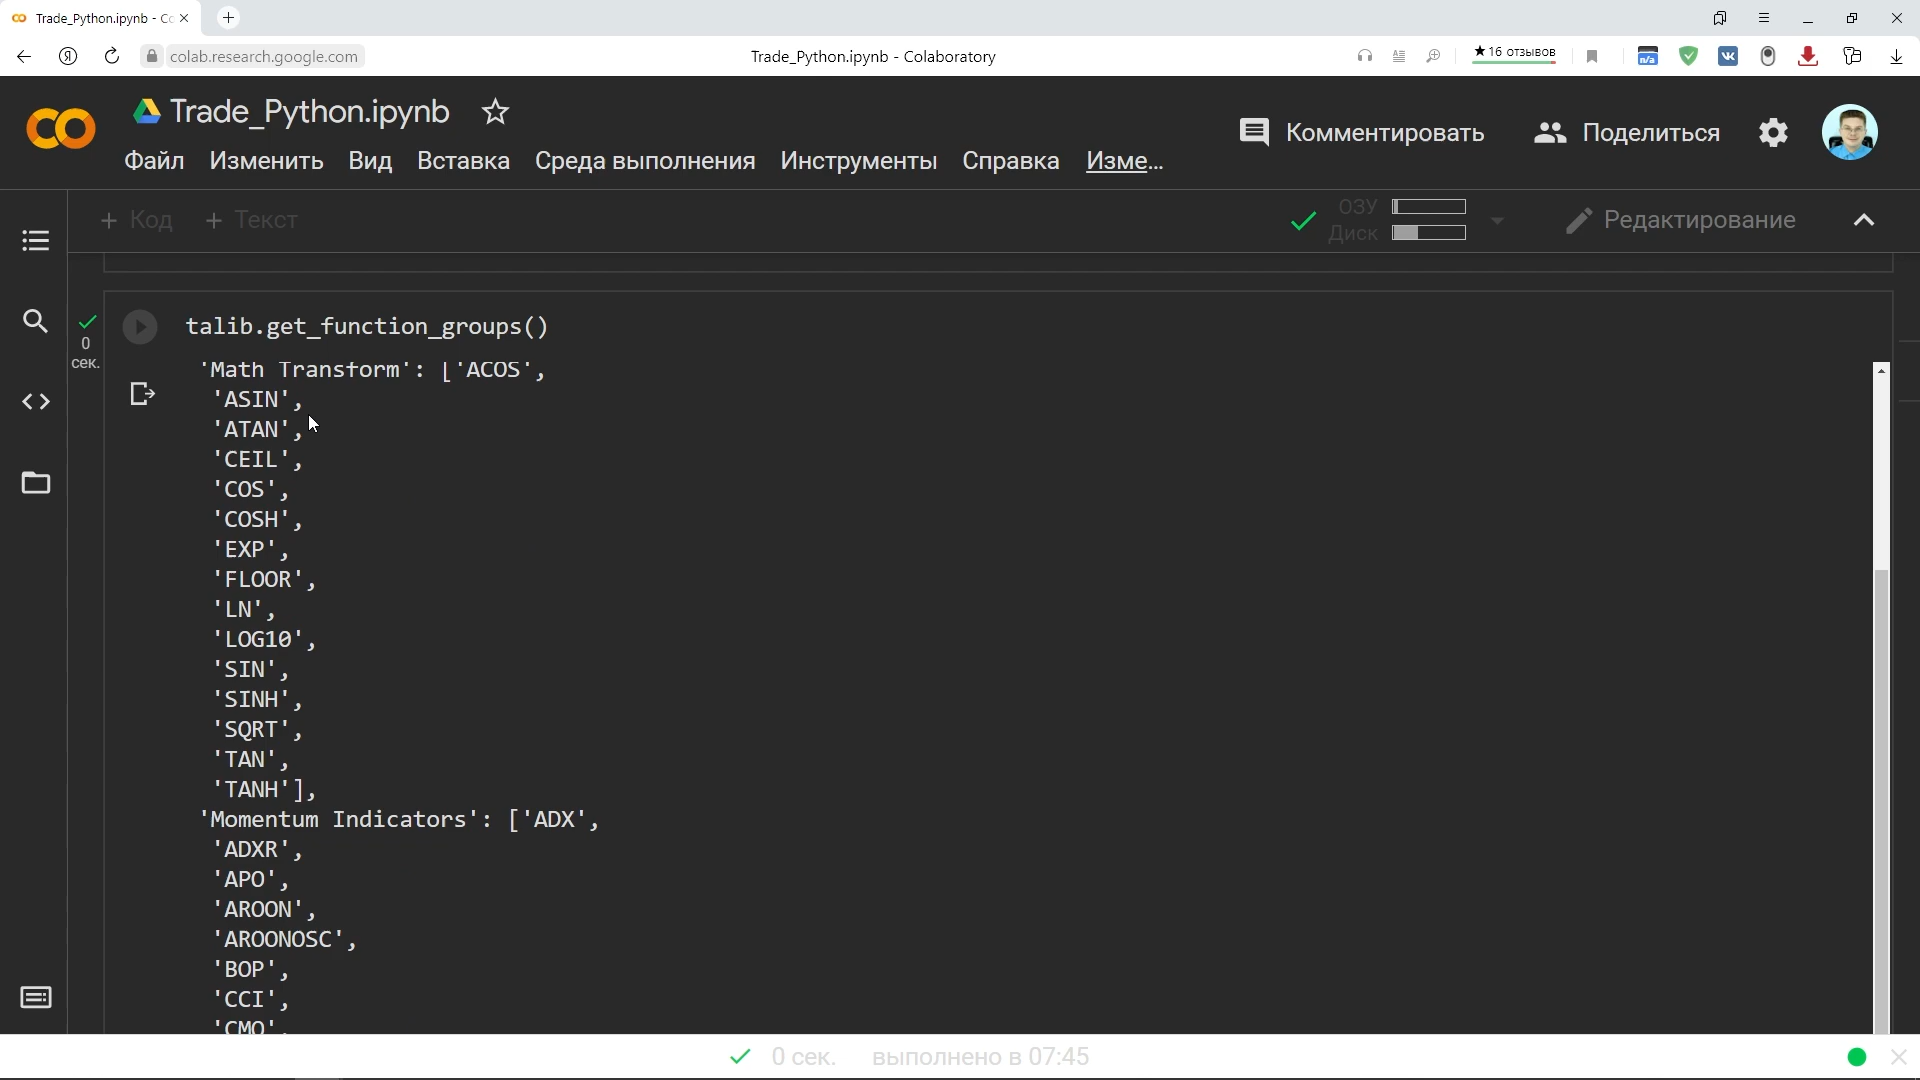 Trade_Python.ipynb - Co
colab.research.google.com
Trade_Python.ipynb - Colaboratory
★16 отзывов
n/a
Trade_Python.ipynb
Комментировать
Поделиться
Файл Изменить Вид Вставка Среда выполнения Инструменты Справка Изме...
+ Код + Текст
ОЗУ
Диск
Редактирование
0
сек.
talib.get_function_groups()
'Math Transform': ['ACOS',
'ASIN',
'ATAN',
'CEIL',
'COS',
'COSH',
'EXP',
'FLOOR',
'LN',
'LOG10',
'SIN',
'SINH',
'SQRT',
'TAN',
'TANH'],
'Momentum Indicators': ['ADX',
'ADXR',
'APO',
'AROON',
'AROONOSC',
'BOP',
'CCI',
'CMO',
0 сек. выполнено в 07:45